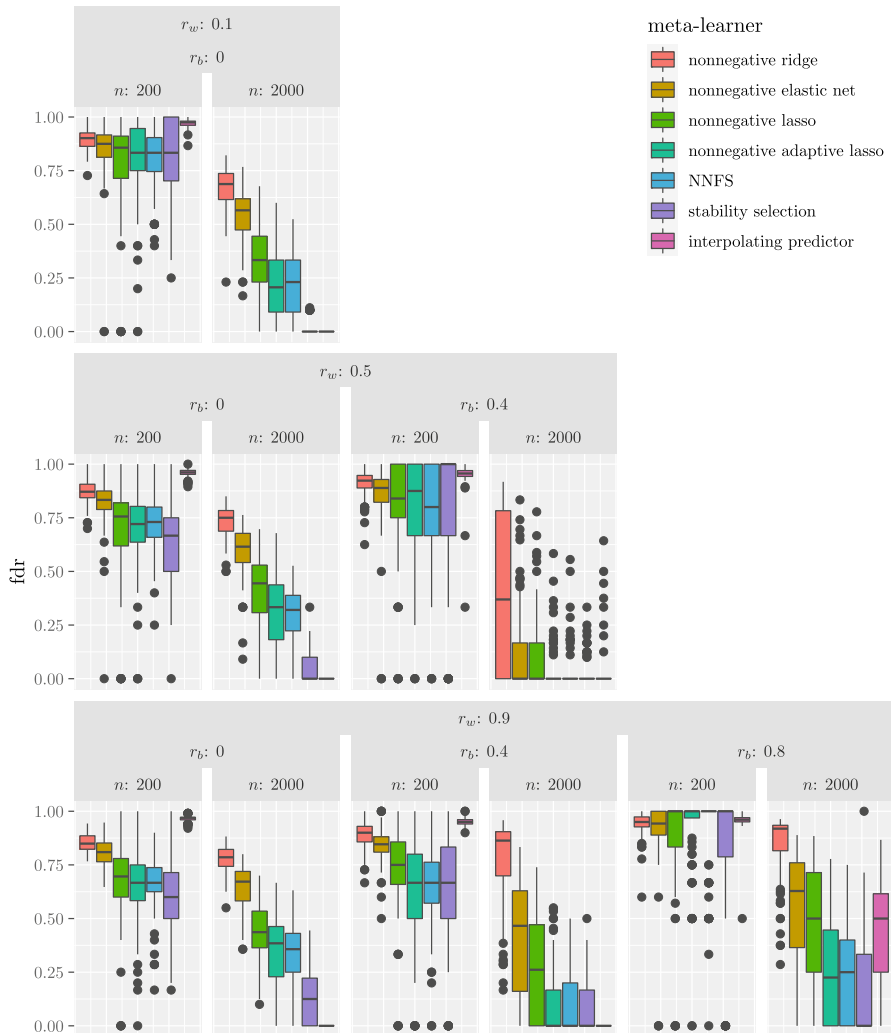 r_w: 0.1
r_b: 0
n: 200
n: 2000
1.00
0.75
0.50
0.25
0.00
meta-learner
nonnegative ridge
nonnegative elastic net
nonnegative lasso
nonnegative adaptive lasso
NNFS
stability selection
interpolating predictor
r_w: 0.5
r_b: 0
r_b: 0.4
n: 200
n: 2000
n: 200
n: 2000
1.00
0.75
0.50
0.25
0.00
fdr
r_w: 0.9
r_b: 0
r_b: 0.4
r_b: 0.8
n: 200
n: 2000
n: 200
n: 2000
n: 200
n: 2000
1.00
0.75
0.50
0.25
0.00